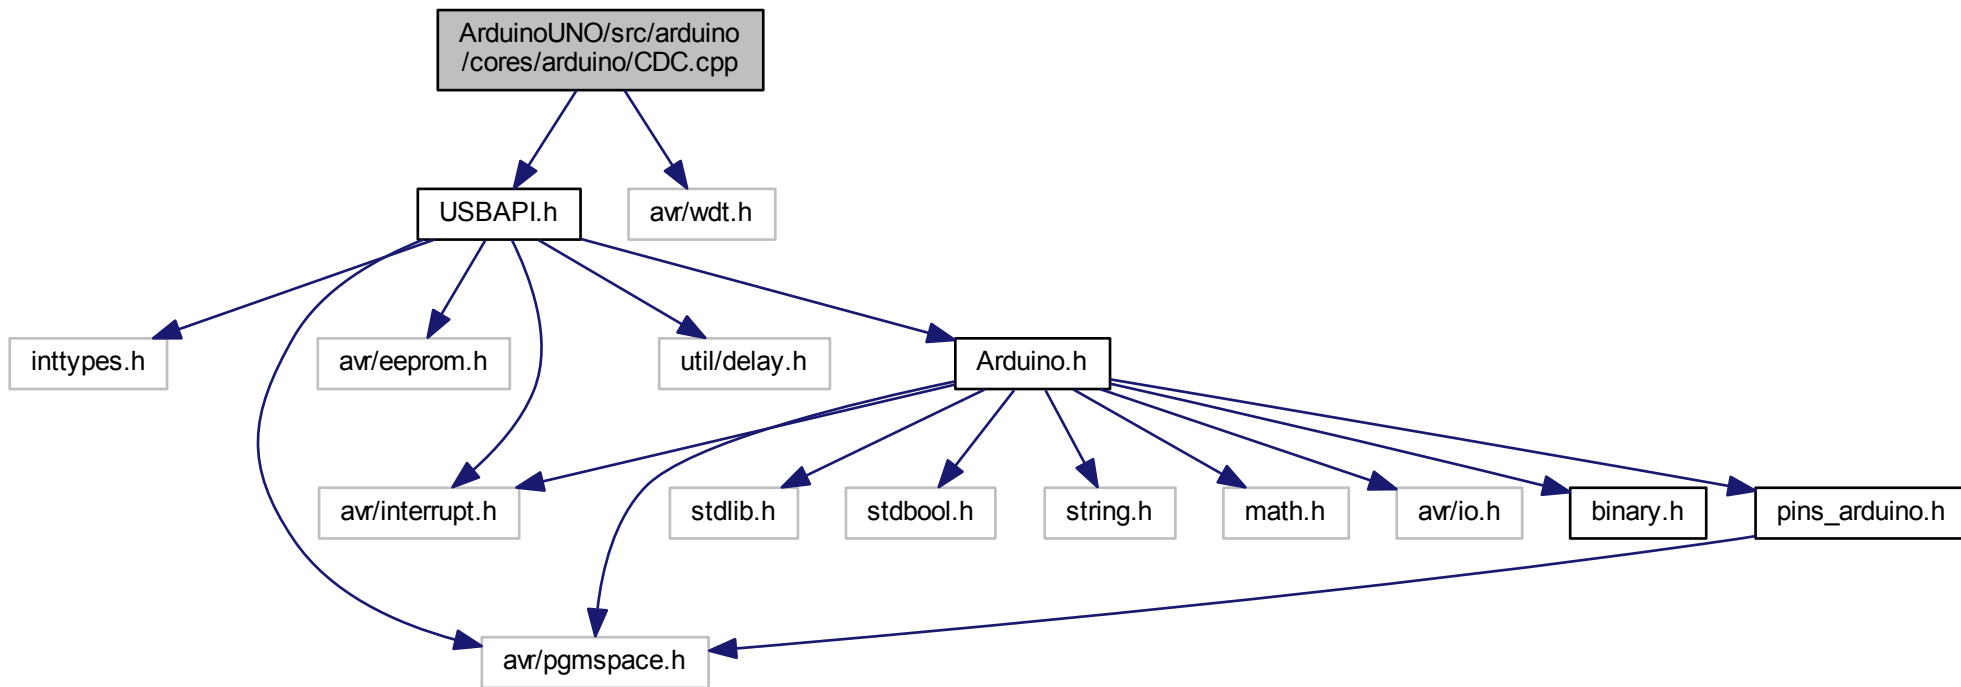 ArduinoUNO/src/arduino
/cores/arduino/CDC.cpp
USBAPI.h
avr/wdt.h
inttypes.h
avr/eeprom.h
util/delay.h
Arduino.h
avr/interrupt.h
stdlib.h
stdbool.h
string.h
math.h
avr/io.h
binary.h
pins_arduino.h
avr/pgmspace.h